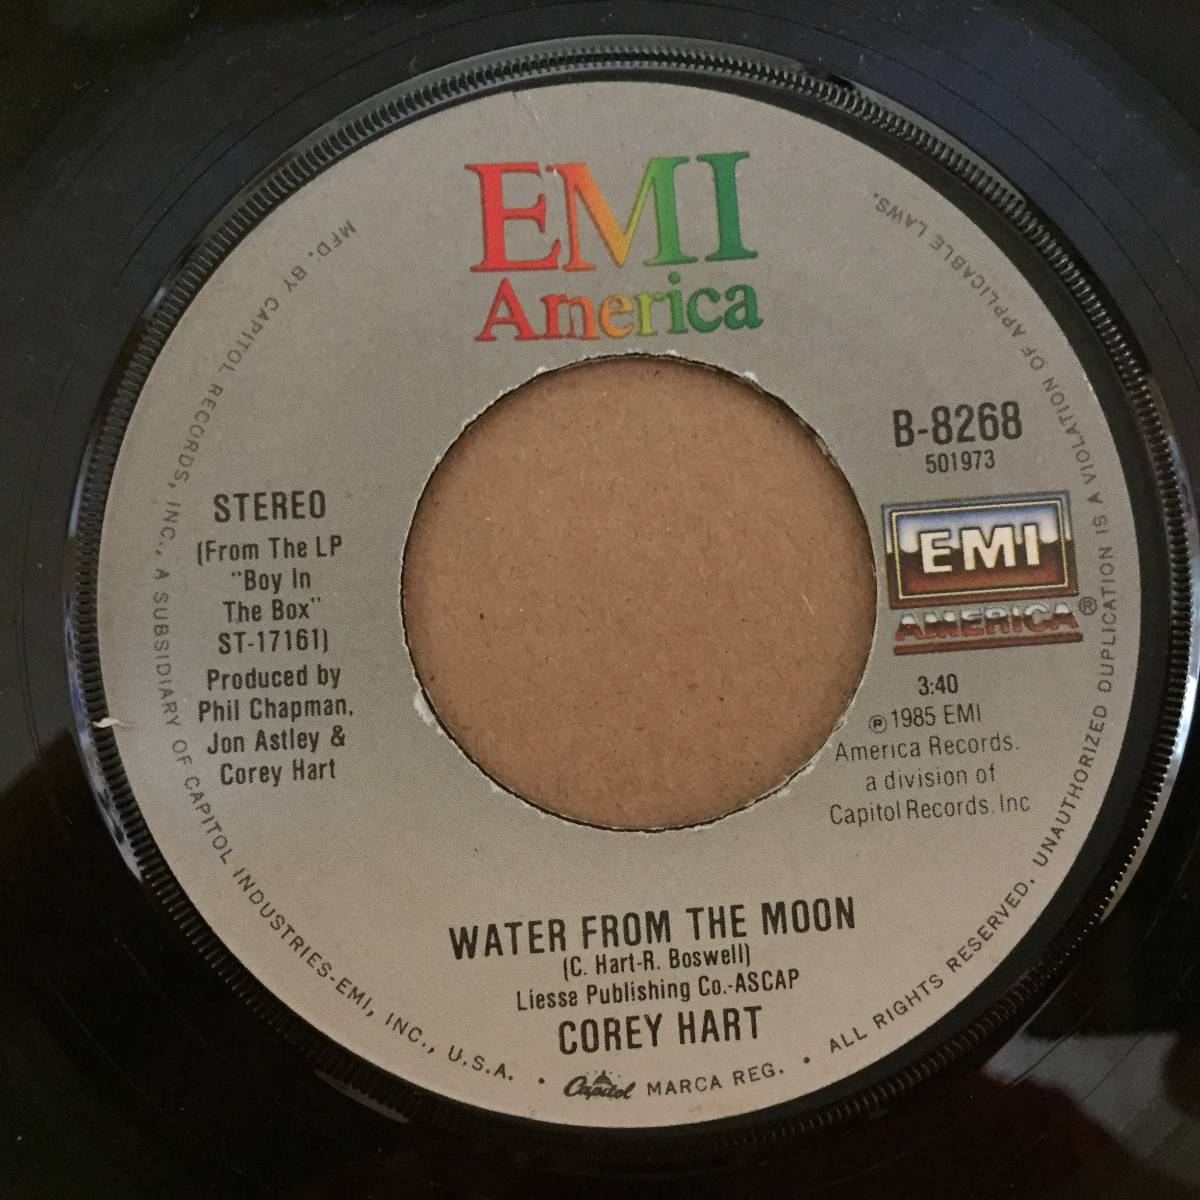 EMI
America
B-8268
501973
STEREO
(From The LP
"Boy In
The Box"
ST-17161)
Produced by
Phil Chapman,
Jon Astley &
Corey Hart
EMI
AMERICA®
3:40
℗ 1985 EMI
America Records.
a division of
Capitol Records. Inc
WATER FROM THE MOON
(C. Hart-R. Boswell)
Liesse Publishing Co.-ASCAP
COREY HART
MFD. BY CAPITOL RECORDS, INC., A SUBSIDIARY OF CAPITOL INDUSTRIES-EMI, INC., U.S.A. • Capitol MARCA REG. • ALL RIGHTS RESERVED. UNAUTHORIZED DUPLICATION IS A VIOLATION OF APPLICABLE LAWS.